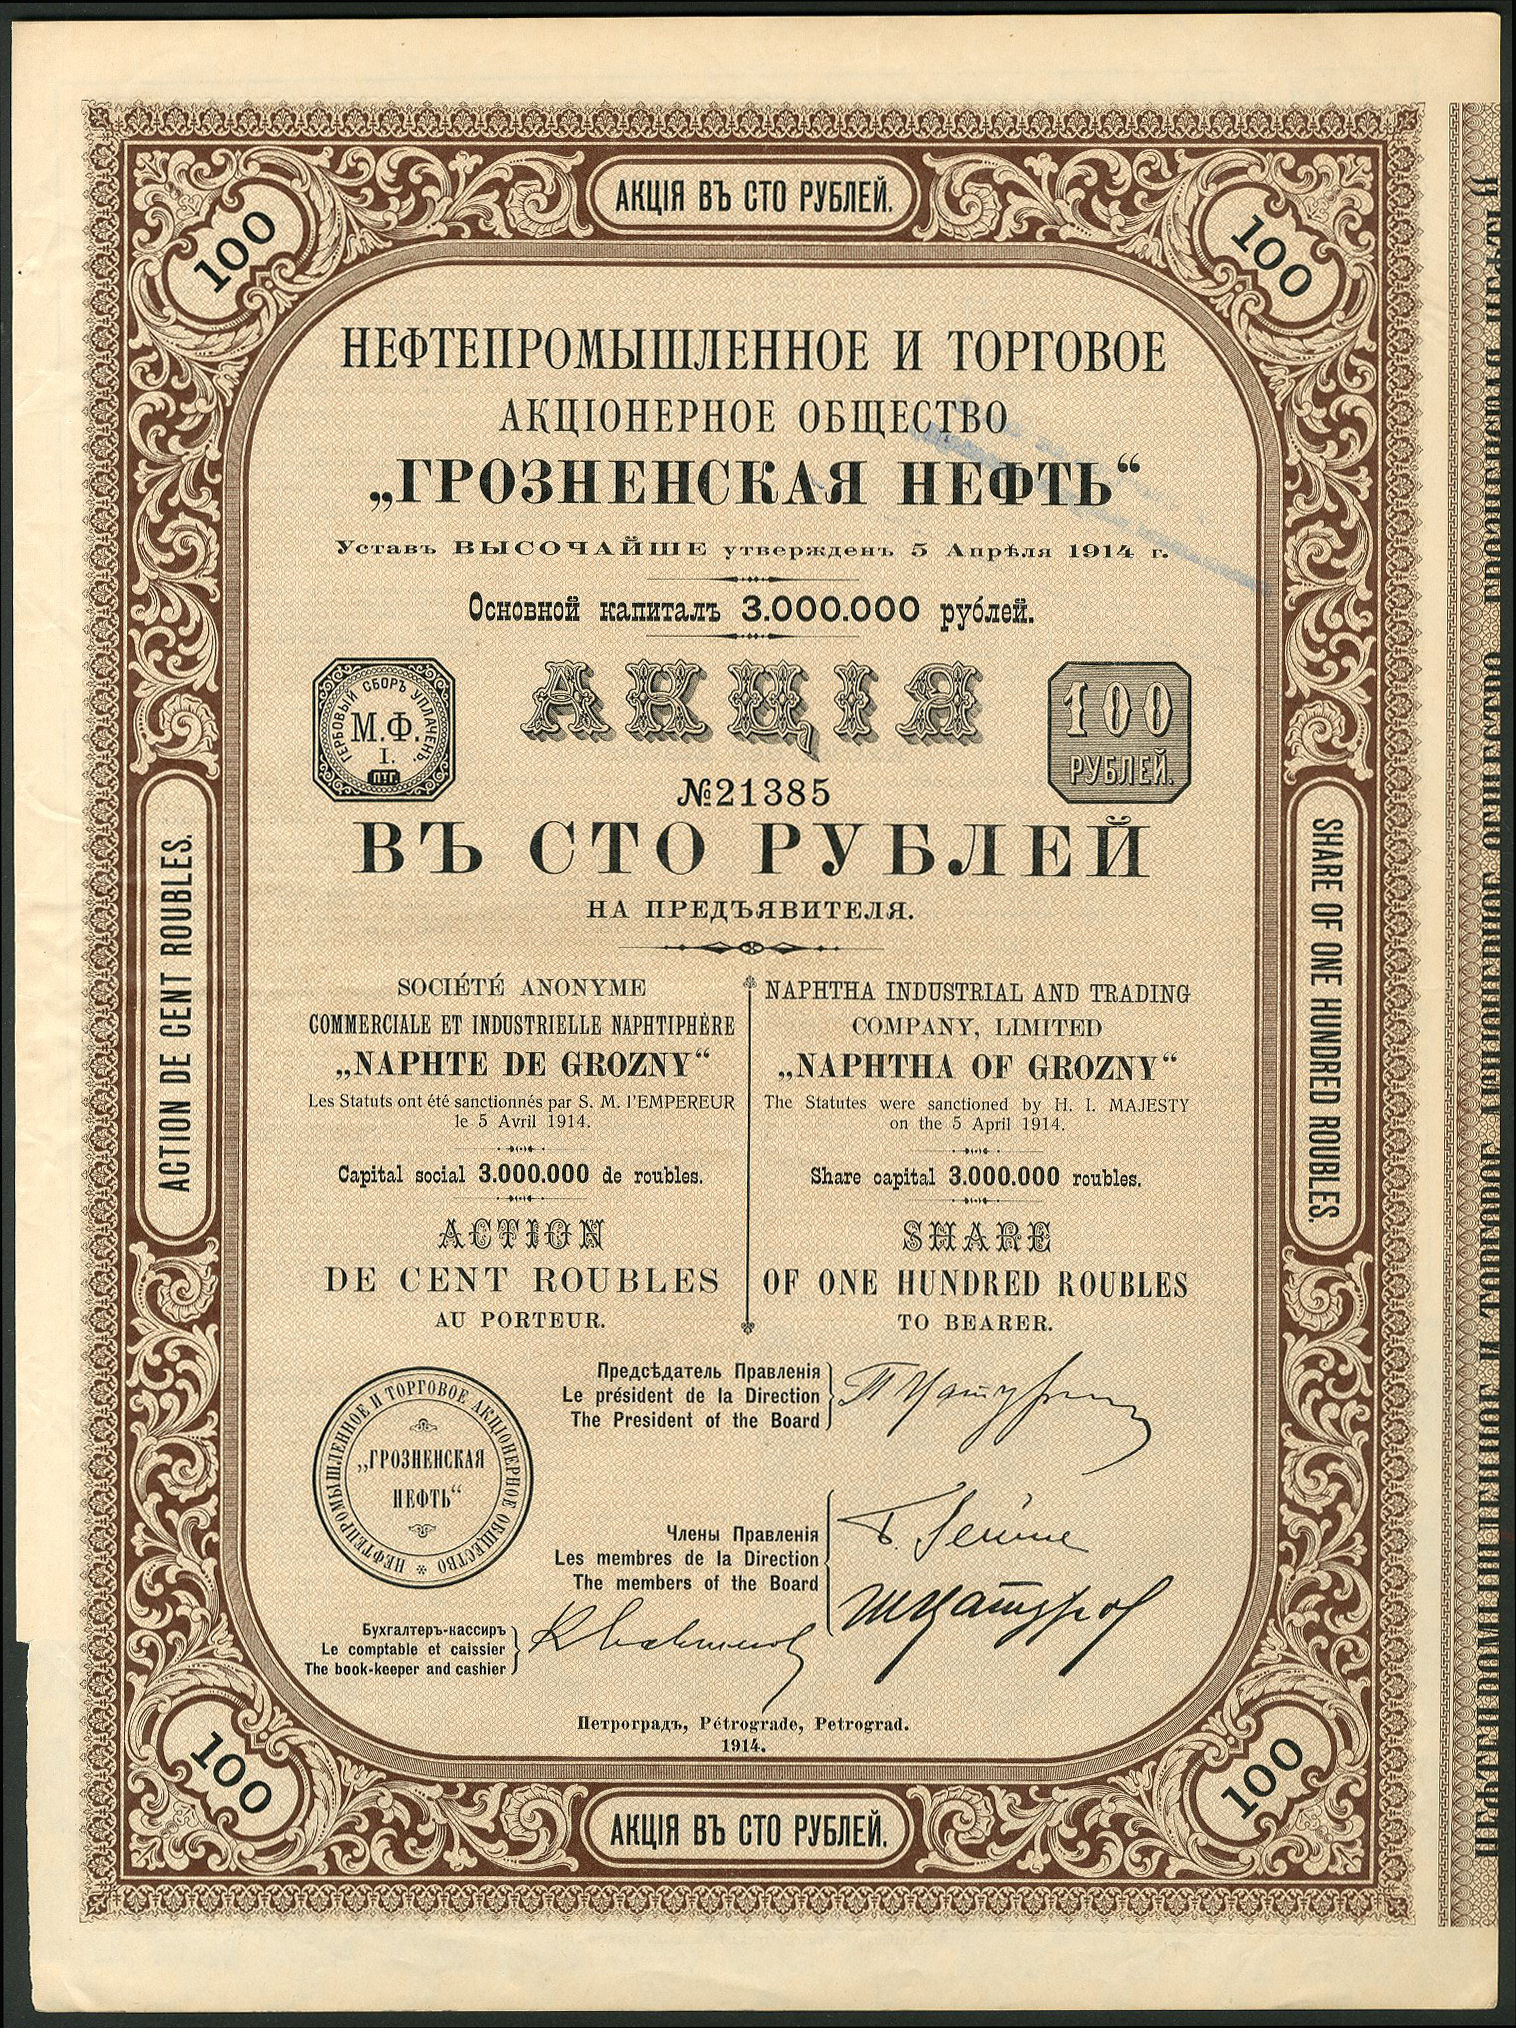 АКЦІЯ ВЪ СТО РУБЛЕЙ.
100
100
НЕФТЕПРОМЫШЛЕННОЕ И ТОРГОВОЕ
АКЦІОНЕРНОЕ ОБЩЕСТВО
„ГРОЗНЕНСКАЯ НЕФТЬ“
Уставъ ВЫСОЧАЙШЕ утвержденъ 5 Апрѣля 1914 г.
Основной капиталъ 3.000.000 рублей.
ГЕРБОВЫЙ СБОРЪ УПЛАЧЕНЪ.
М.Ф.
I.
ПТГ.
АКЦІЯ
100
РУБЛЕЙ.
№21385
ВЪ СТО РУБЛЕЙ
НА ПРЕДЪЯВИТЕЛЯ.
ACTION DE CENT ROUBLES.
SHARE OF ONE HUNDRED ROUBLES.
SOCIÉTÉ ANONYME
COMMERCIALE ET INDUSTRIELLE NAPHTIPHÈRE
„NAPHTE DE GROZNY“
Les Statuts ont été sanctionnés par S. M. l'EMPEREUR
le 5 Avril 1914.
Capital social 3.000.000 de roubles.
ACTION
DE CENT ROUBLES
AU PORTEUR.
NAPHTHA INDUSTRIAL AND TRADING
COMPANY, LIMITED
„NAPHTHA OF GROZNY“
The Statutes were sanctioned by H. I. MAJESTY
on the 5 April 1914.
Share capital 3.000.000 roubles.
SHARE
OF ONE HUNDRED ROUBLES
TO BEARER.
Предсѣдатель Правленія
Le président de la Direction
The President of the Board
НЕФТЕПРОМЫШЛЕННОЕ И ТОРГОВОЕ АКЦІОНЕРНОЕ ОБЩЕСТВО
„ГРОЗНЕНСКАЯ
НЕФТЬ“
Члены Правленія
Les membres de la Direction
The members of the Board
Бухгалтеръ-кассиръ
Le comptable et caissier
The book-keeper and cashier
Петроградъ, Pétrograde, Petrograd.
1914.
100
100
АКЦІЯ ВЪ СТО РУБЛЕЙ.
НЕФТЕПРОМЫШЛЕННОЕ И ТОРГОВОЕ АКЦІОНЕРНОЕ ОБЩЕСТВО „ГРОЗНЕНСКАЯ НЕФТЬ“